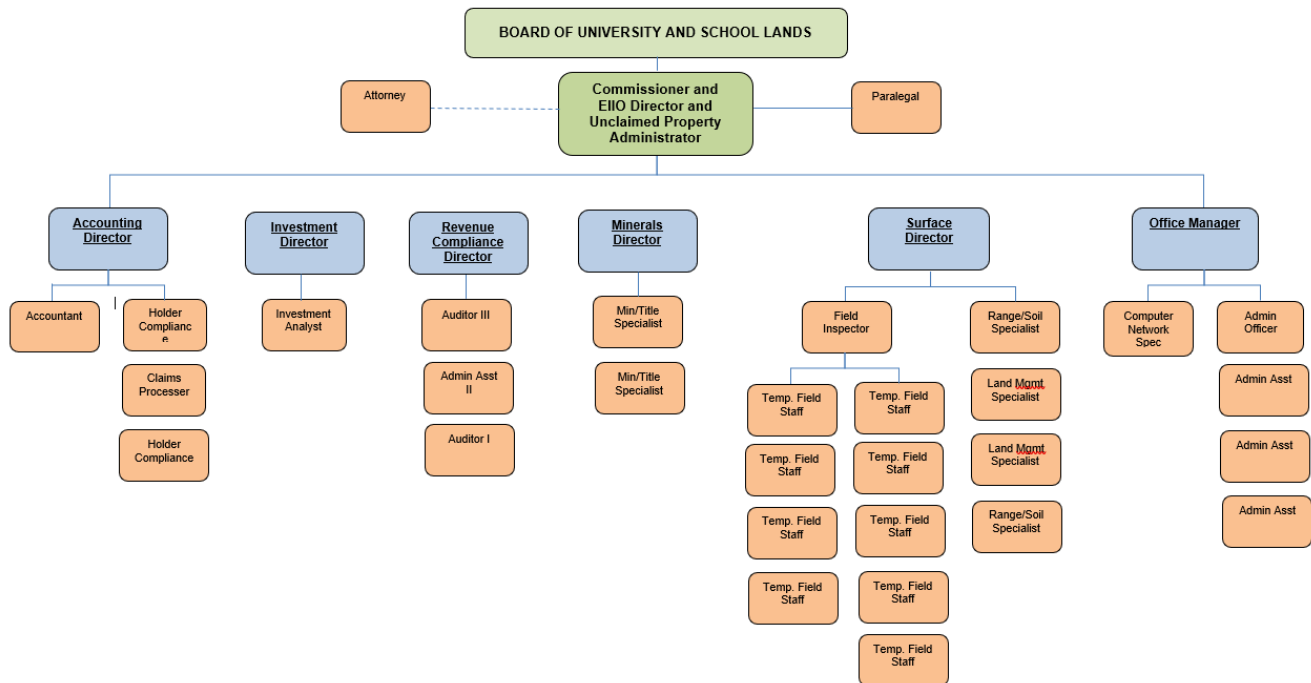 BOARD OF UNIVERSITY AND SCHOOL LANDS
Attorney
Commissioner and
EIIO Director and
Unclaimed Property
Administrator
Paralegal
Accounting
Director
Investment
Director
Revenue
Compliance
Director
Minerals
Director
Surface
Director
Office Manager
Accountant
Holder
Complianc
e
Claims
Processer
Holder
Compliance
Investment
Analyst
Auditor III
Admin Asst
II
Auditor I
Min/Title
Specialist
Min/Title
Specialist
Field
Inspector
Temp. Field
Staff
Temp. Field
Staff
Temp. Field
Staff
Temp. Field
Staff
Temp. Field
Staff
Temp. Field
Staff
Temp. Field
Staff
Temp. Field
Staff
Temp. Field
Staff
Range/Soil
Specialist
Land Mgmt
Specialist
Land Mgmt
Specialist
Range/Soil
Specialist
Computer
Network
Spec
Admin
Officer
Admin Asst
Admin Asst
Admin Asst